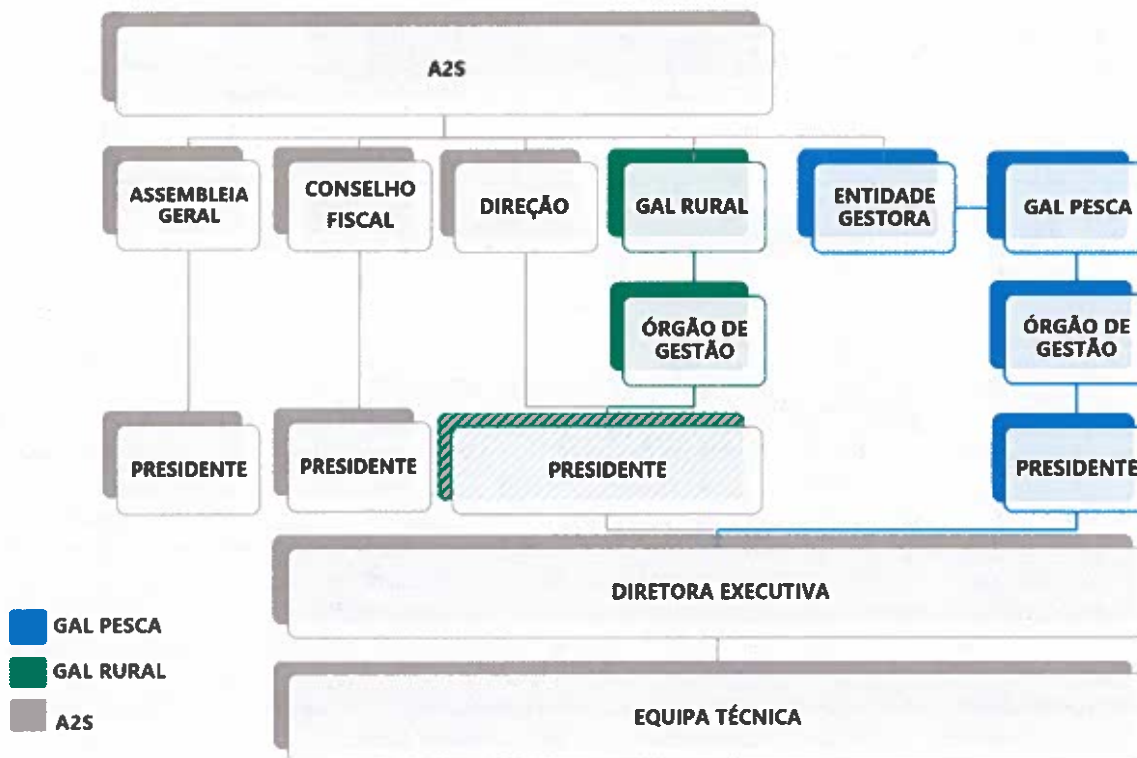 A2S
ASSEMBLEIA
GERAL
CONSELHO
FISCAL
DIREÇÃO
GAL RURAL
ENTIDADE
GESTORA
GAL PESCA
ÓRGÃO DE
GESTÃO
ÓRGÃO DE
GESTÃO
PRESIDENTE
PRESIDENTE
PRESIDENTE
PRESIDENTE
DIRETORA EXECUTIVA
GAL PESCA
GAL RURAL
A2S
EQUIPA TÉCNICA